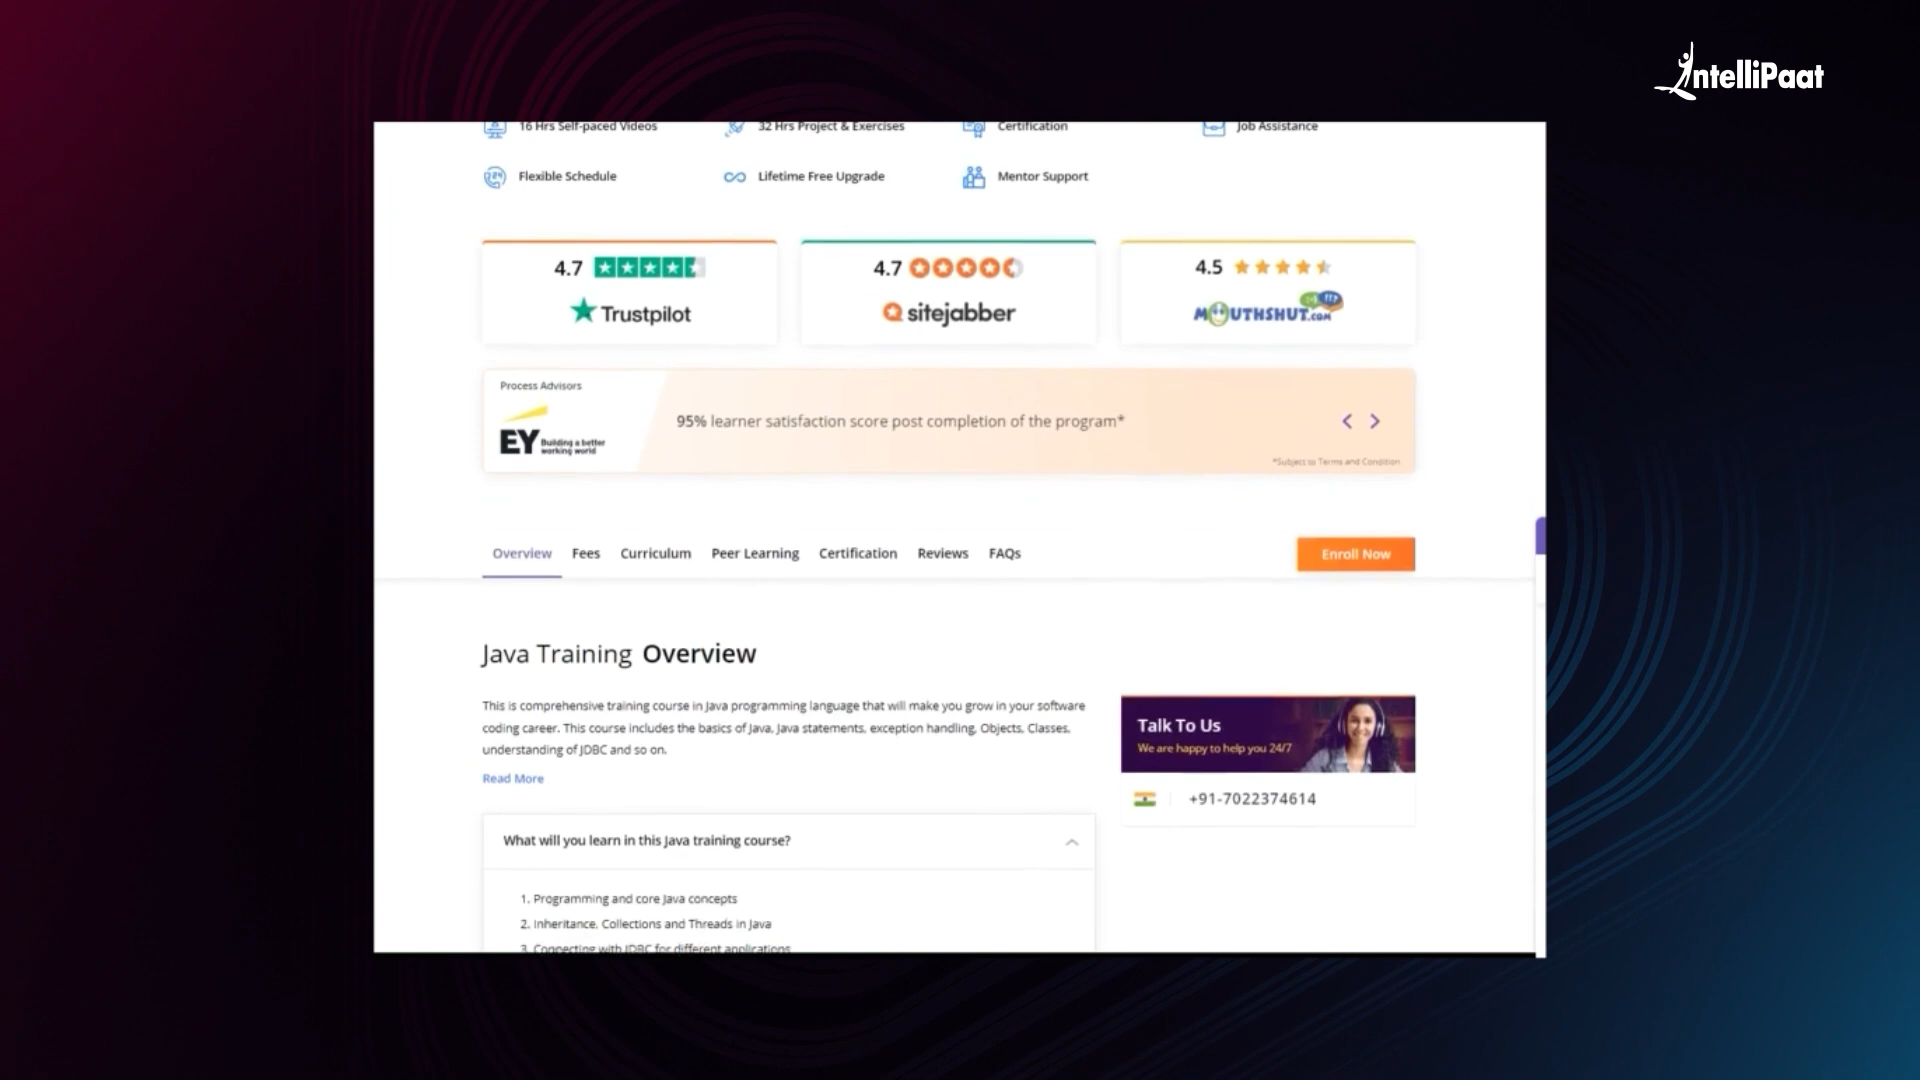 IntelliPaat
16 Hrs Self-paced Videos
32 Hrs Project & Exercises
Certification
Job Assistance
Flexible Schedule
Lifetime Free Upgrade
Mentor Support
4.7
Trustpilot
4.7
sitejabber
4.5
MOUTHSHUT.COM
Process Advisors
EY Building a better
working world
95% learner satisfaction score post completion of the program*
*Subject to Terms and Condition
Overview Fees Curriculum Peer Learning Certification Reviews FAQs
Enroll Now
Java Training Overview
This is comprehensive training course in Java programming language that will make you grow in your software
coding career. This course includes the basics of Java, Java statements, exception handling, Objects, Classes,
understanding of JDBC and so on.
Read More
Talk To Us
We are happy to help you 24/7
+91-7022374614
What will you learn in this Java training course?
1. Programming and core Java concepts
2. Inheritance, Collections and Threads in Java
3. Connecting with JDBC for different applications